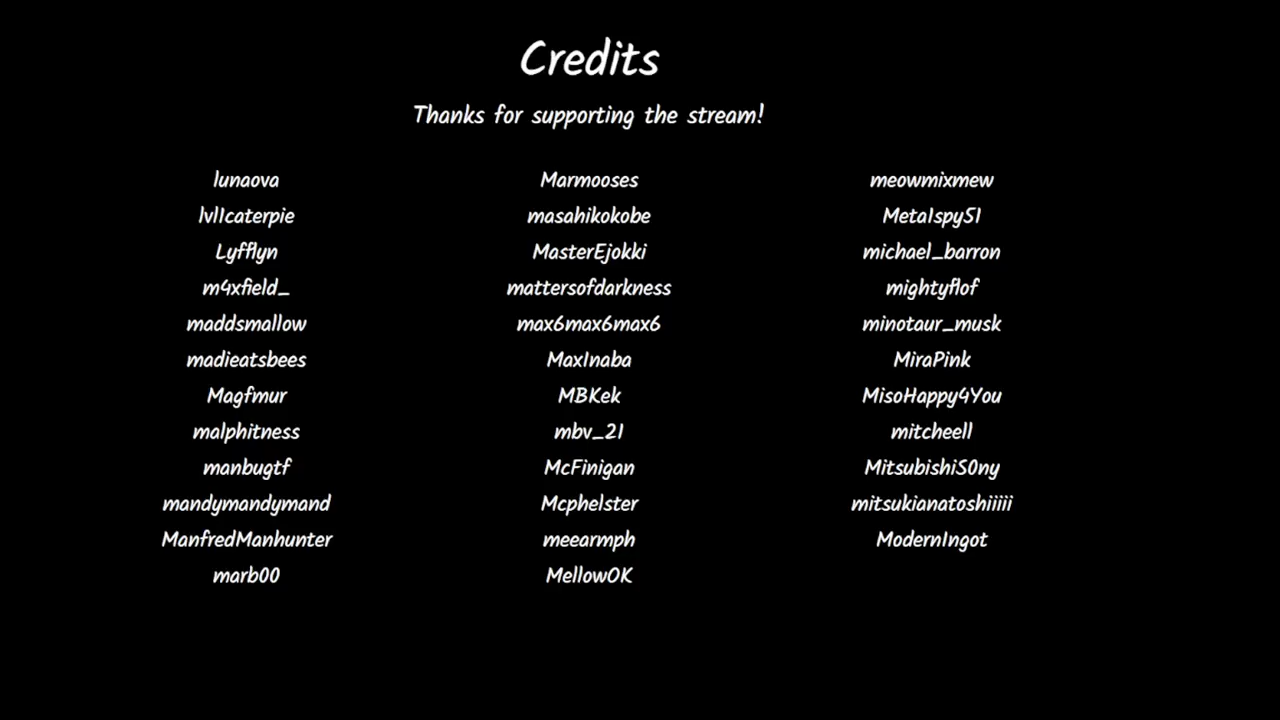 Credits
Thanks for supporting the stream!
lunaova
lvl1caterpie
Lyfflyn
m4xfield_
maddsmallow
madieatsbees
Magfmur
malphitness
manbugtf
mandymandymand
ManfredManhunter
marb00
Marmooses
masahikokobe
MasterEjokki
mattersofdarkness
max6max6max6
MaxInaba
MBKek
mbv_21
McFinigan
Mcphelster
meearmph
MellowOK
meowmixmew
Meta1spy51
michael_barron
mightyflof
minotaur_musk
MiraPink
MisoHappy4You
mitcheell
MitsubishiS0ny
mitsukianatoshiiiii
ModernIngot